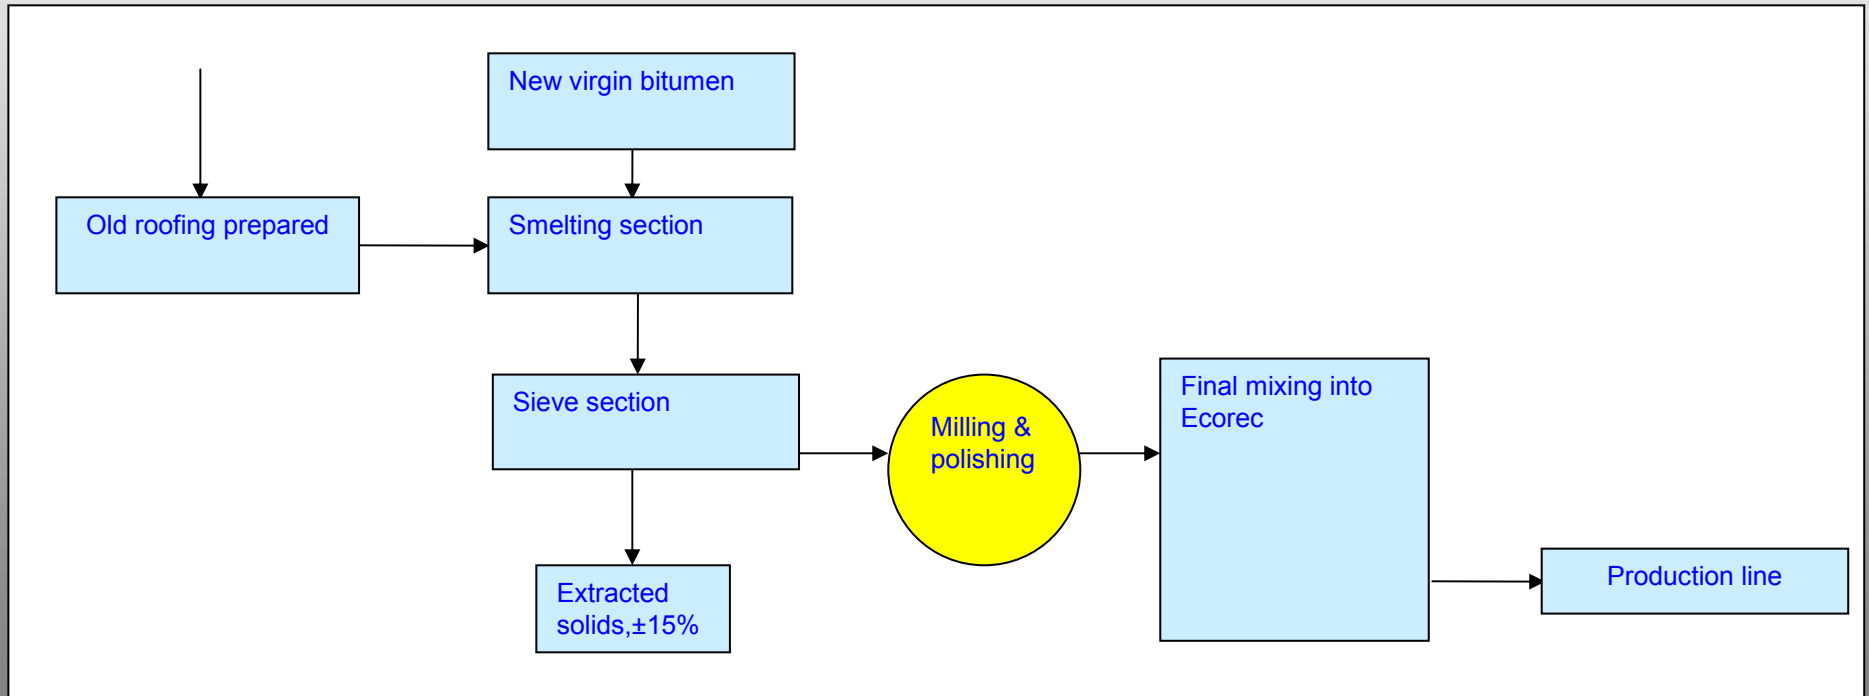 New virgin bitumen
Old roofing prepared
Smelting section
Sieve section
Milling &
polishing
Final mixing into
Ecorec
Extracted
solids,±15%
Production line